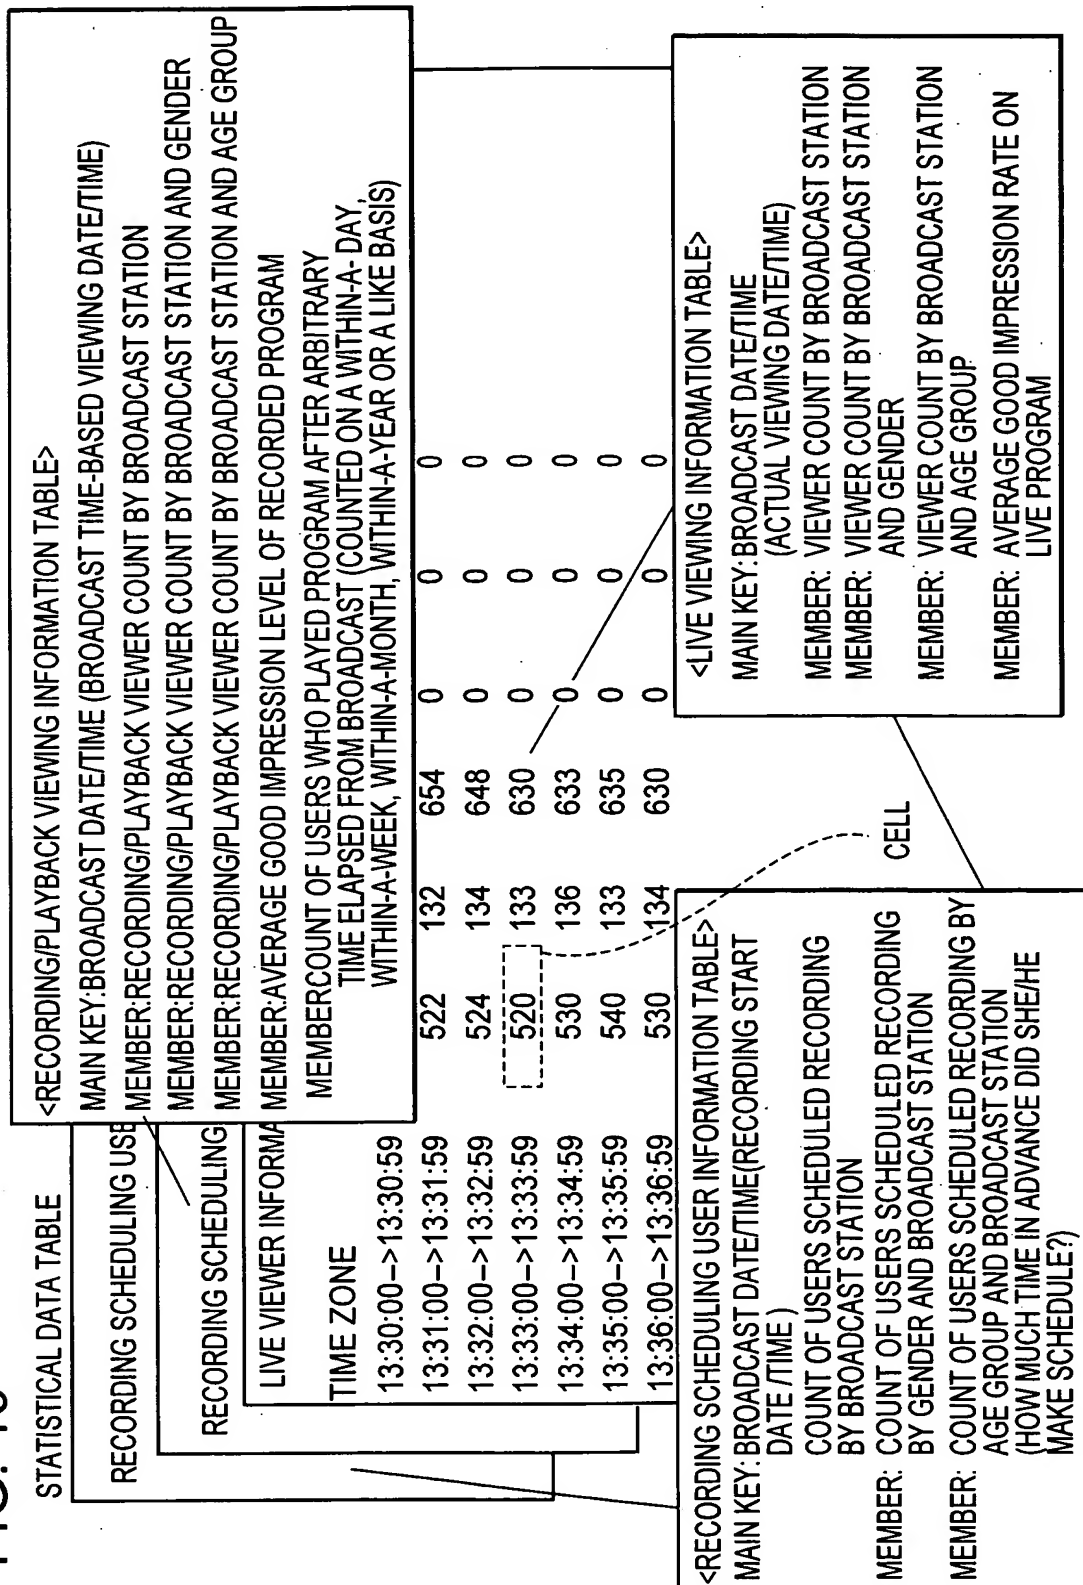 FIG.
STATISTICAL DATA TABLE
RECORDING SCHEDULING USE
RECORDING SCHEDULING
LIVE VIEWER INFORMA
<RECORDING/PLAYBACK VIEWING INFORMATION TABLE>
MAIN KEY:BROADCAST DATE/TIME (BROADCAST TIME-BASED VIEWING DATE/TIME)
MEMBER:RECORDING/PLAYBACK VIEWER COUNT BY BROADCAST STATION
MEMBER:RECORDING/PLAYBACK VIEWER COUNT BY BROADCAST STATION AND GENDER
MEMBER:RECORDING/PLAYBACK VIEWER COUNT BY BROADCAST STATION AND AGE GROUP
MEMBER:AVERAGE GOOD IMPRESSION LEVEL OF RECORDED PROGRAM
MEMBERCOUNT OF USERS WHO PLAYED PROGRAM AFTER ARBITRARY
TIME ELAPSED FROM BROADCAST (COUNTED ON A WITHIN-A- DAY,
WITHIN-A-WEEK, WITHIN-A-MONTH, (WITHIN-A-YEAR OR A LIKE BASIS)
TIME ZONE
13:30:00-->13:30:59
13:31:00-->13:31:59 522 132 654 0 0 0
13:32:00-->13:32:59 524 134 648 0 0 0
13:33:00-->13:33:59 520 133 630 0 0 0
13:34:00-->13:34:59 530 136 633 0 0 0
13:35:00-->13:35:59 540 133 635 0 0 0
13:36:00-->13:36:59 530 134 630 0 0 0
CELL
<RECORDING SCHEDULING USER INFORMATION TABLE>
MAIN KEY: BROADCAST DATE/TIME(RECORDING START
DATE /TIME )
COUNT OF USERS SCHEDULED RECORDING
BY BROADCAST STATION
MEMBER: COUNT OF USERS SCHEDULED RECORDING
BY GENDER AND BROADCAST STATION
MEMBER: COUNT OF USERS SCHEDULED RECORDING BY
AGE GROUP AND BROADCAST STATION
(HOW MUCH TIME IN ADVANCE DID SHE/HE
MAKE SCHEDULE?)
<LIVE VIEWING INFORMATION TABLE>
MAIN KEY:BROADCAST DATE/TIME
(ACTUAL VIEWING DATE/TIME)
MEMBER: VIEWER COUNT BY BROADCAST STATION
MEMBER: VIEWER COUNT BY BROADCAST STATION
AND GENDER
MEMBER: VIEWER COUNT BY BROADCAST STATION
AND AGE GROUP
MEMBER: AVERAGE GOOD IMPRESSION RATE ON
LIVE PROGRAM